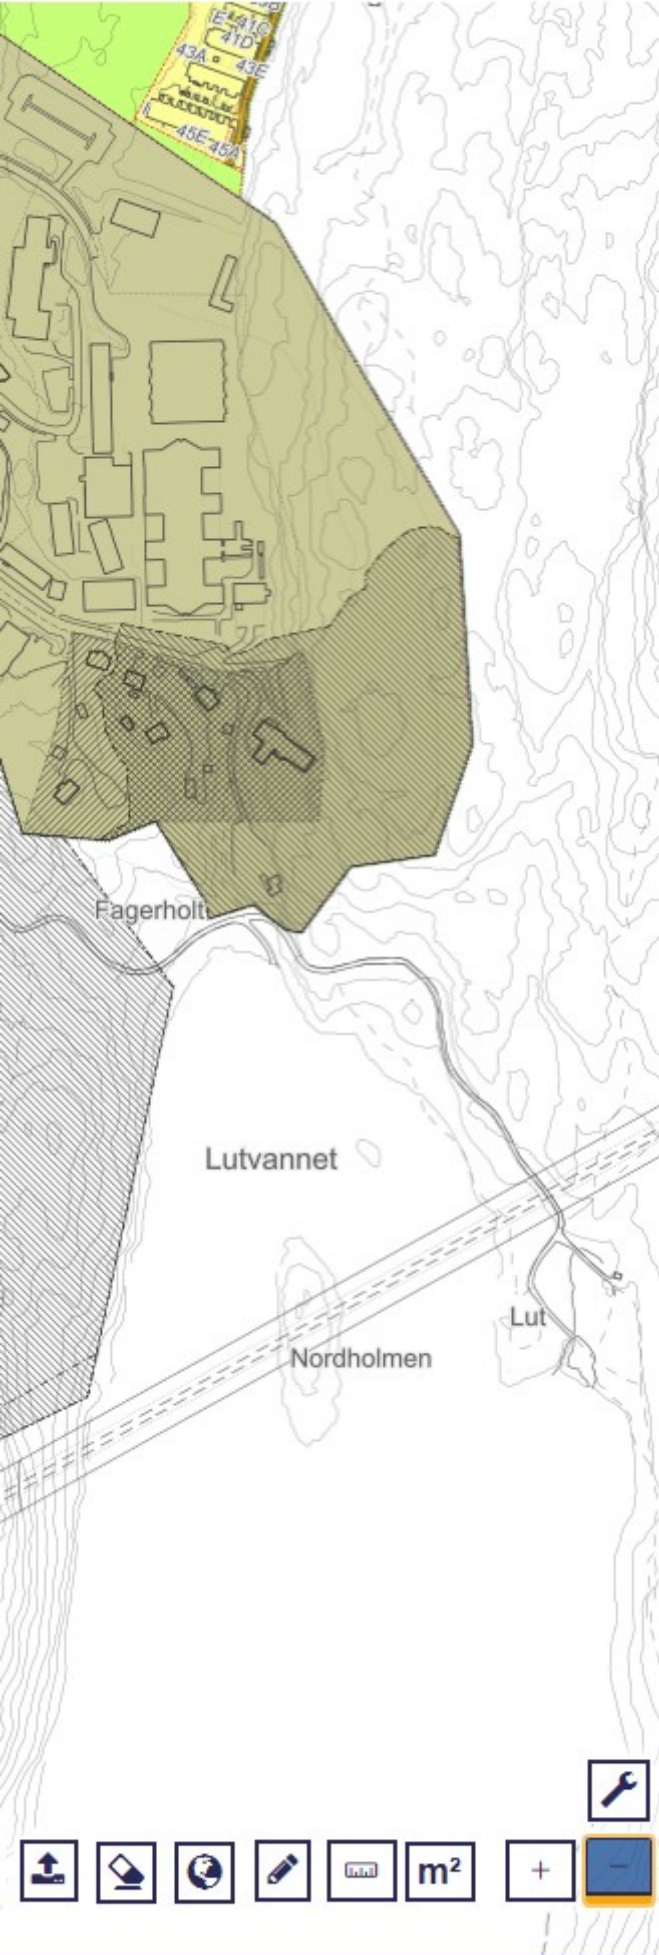 41C
41D
43A
43E
45E
45A
Fagerholt
Lutvannet
Lut
Nordholmen
m²
+
−